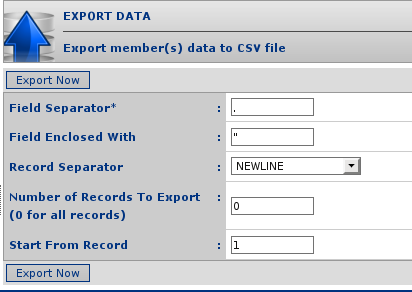 EXPORT DATA
Export member(s) data to CSV file
Export Now
Field Separator* : .
Field Enclosed With : "
Record Separator : NEWLINE
Number of Records To Export : 0
(0 for all records)
Start From Record : 1
Export Now